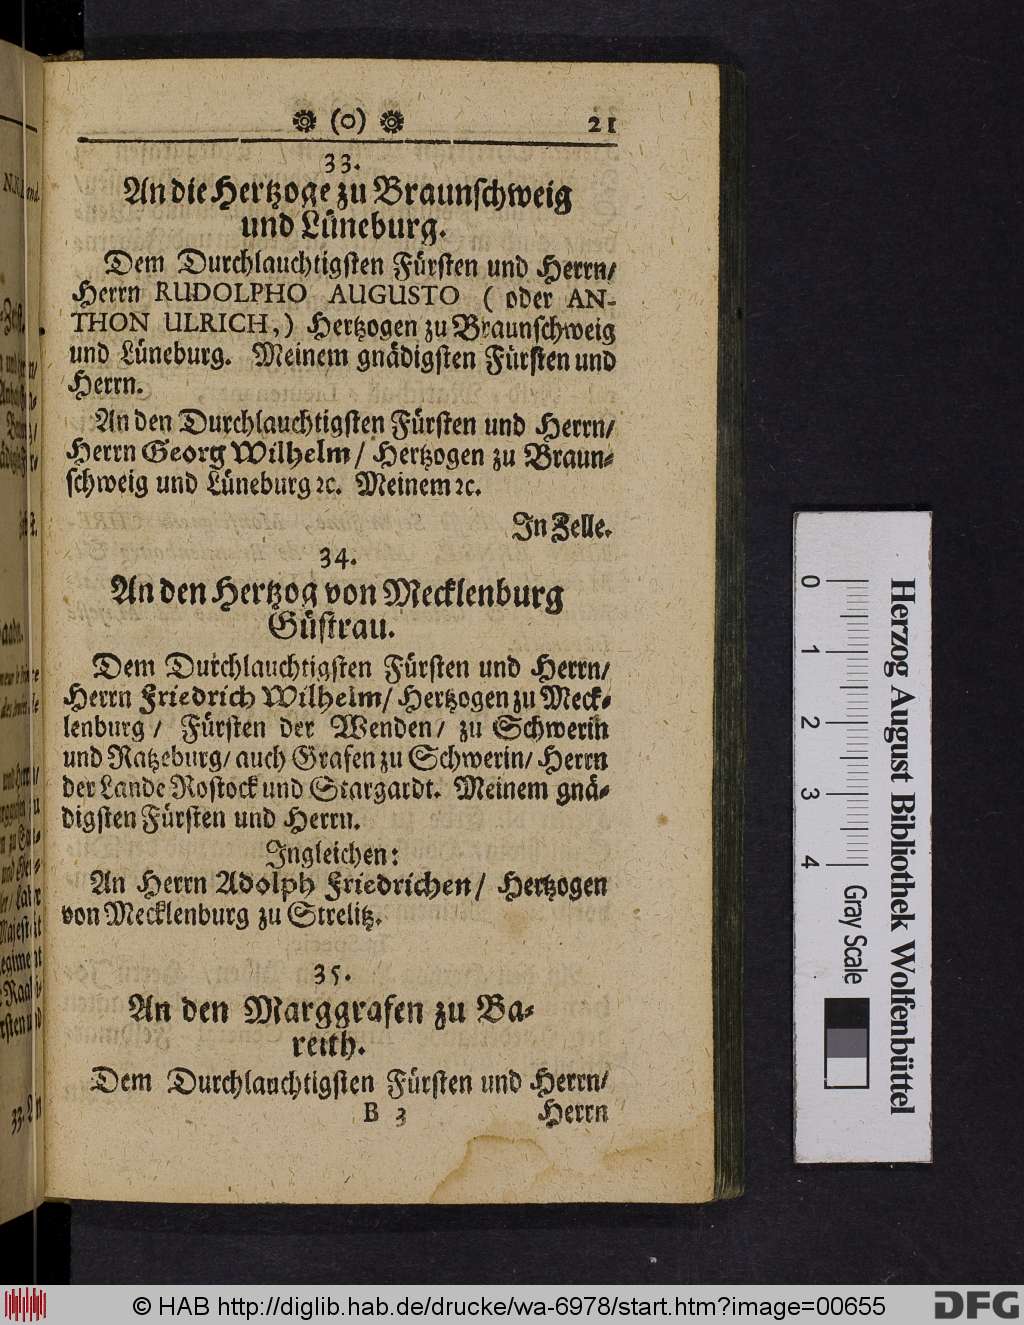 ❁ (o) ❁ 21
33.
An die Hertzoge zu Braunschweig
und Lüneburg.
Dem Durchlauchtigsten Fürsten und Herrn/
Herrn RUDOLPHO AUGUSTO ( oder AN-
THON ULRICH,) Hertzogen zu Braunschweig
und Lüneburg. Meinem gnädigsten Fürsten und
Herrn.
An den Durchlauchtigsten Fürsten und Herrn/
Herrn Georg Wilhelm/ Hertzogen zu Braun-
schweig und Lüneburg ꝛc. Meinem ꝛc.
In Zelle.
34.
An den Hertzog von Mecklenburg
Güstrau.
Dem Durchlauchtigsten Fürsten und Herrn/
Herrn Friedrich Wilhelm/ Hertzogen zu Meck-
lenburg / Fürsten der Wenden/ zu Schwerin
und Ratzeburg/ auch Grafen zu Schwerin/ Herrn
der Lande Rostock und Stargardt. Meinem gnä-
digsten Fürsten und Herrn.
Ingleichen:
An Herrn Adolph Friedrichen/ Hertzogen
von Mecklenburg zu Strelitz.
35.
An den Marggrafen zu Ba-
reith.
Dem Durchlauchtigsten Fürsten und Herrn/
B 3 Herrn
0 1 2 3 4
Gray Scale
Herzog August Bibliothek Wolfenbüttel
© HAB http://diglib.hab.de/drucke/wa-6978/start.htm?image=00655
DFG